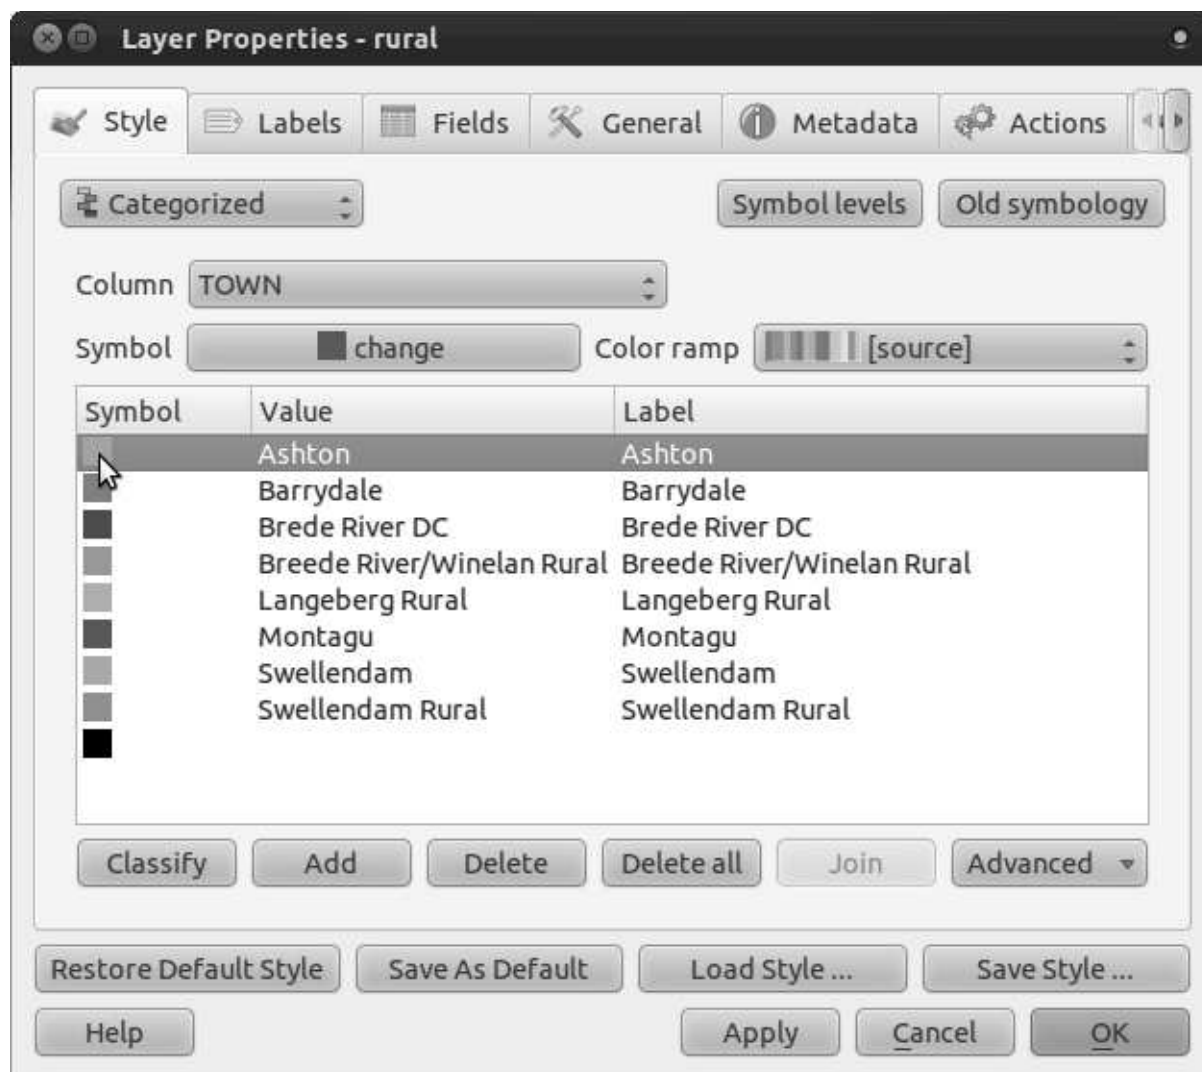 Layer Properties - rural
Style Labels Fields General Metadata Actions
Categorized Symbol levels Old symbology
Column TOWN
Symbol change Color ramp [source]
Symbol Value Label
Ashton Ashton
Barrydale Barrydale
Brede River DC Brede River DC
Breede River/Winelan Rural Breede River/Winelan Rural
Langeberg Rural Langeberg Rural
Montagu Montagu
Swellendam Swellendam
Swellendam Rural Swellendam Rural
Classify Add Delete Delete all Join Advanced
Restore Default Style Save As Default Load Style ... Save Style ...
Help Apply Cancel OK